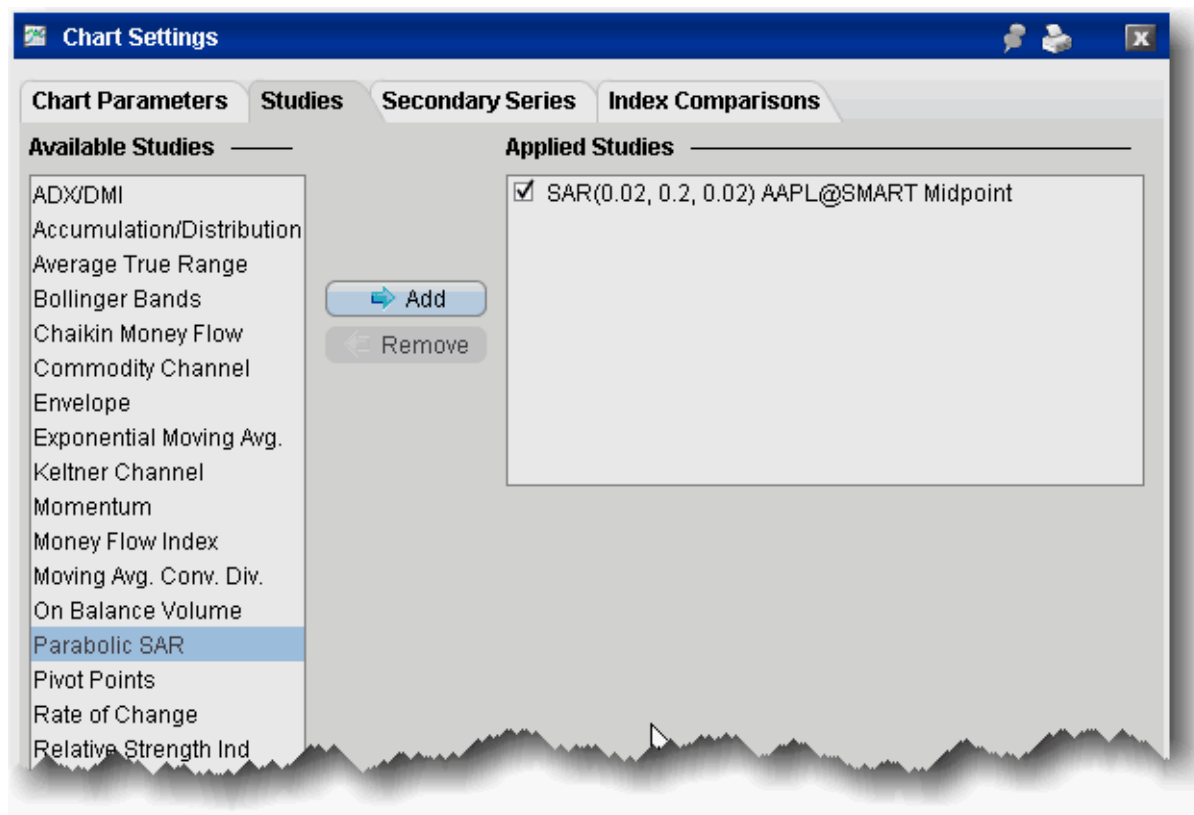 Chart Settings
Chart Parameters Studies Secondary Series Index Comparisons
Available Studies
ADX/DMI
Accumulation/Distribution
Average True Range
Bollinger Bands
Chaikin Money Flow
Commodity Channel
Envelope
Exponential Moving Avg.
Keltner Channel
Momentum
Money Flow Index
Moving Avg. Conv. Div.
On Balance Volume
Parabolic SAR
Pivot Points
Rate of Change
Relative Strength Ind
Add
Remove
Applied Studies
SAR(0.02, 0.2, 0.02) AAPL@SMART Midpoint